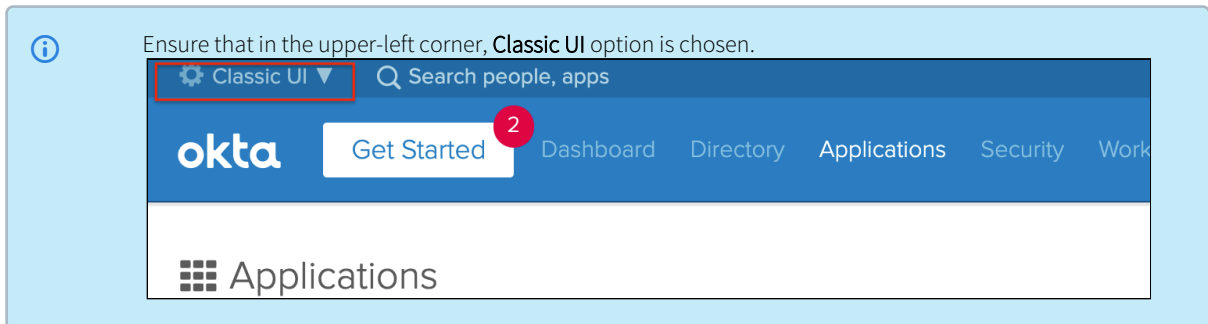 Ensure that in the upper-left corner, Classic UI option is chosen.
Classic UI ▼ Search people, apps
okta Get Started 2 Dashboard Directory Applications Security Work
Applications